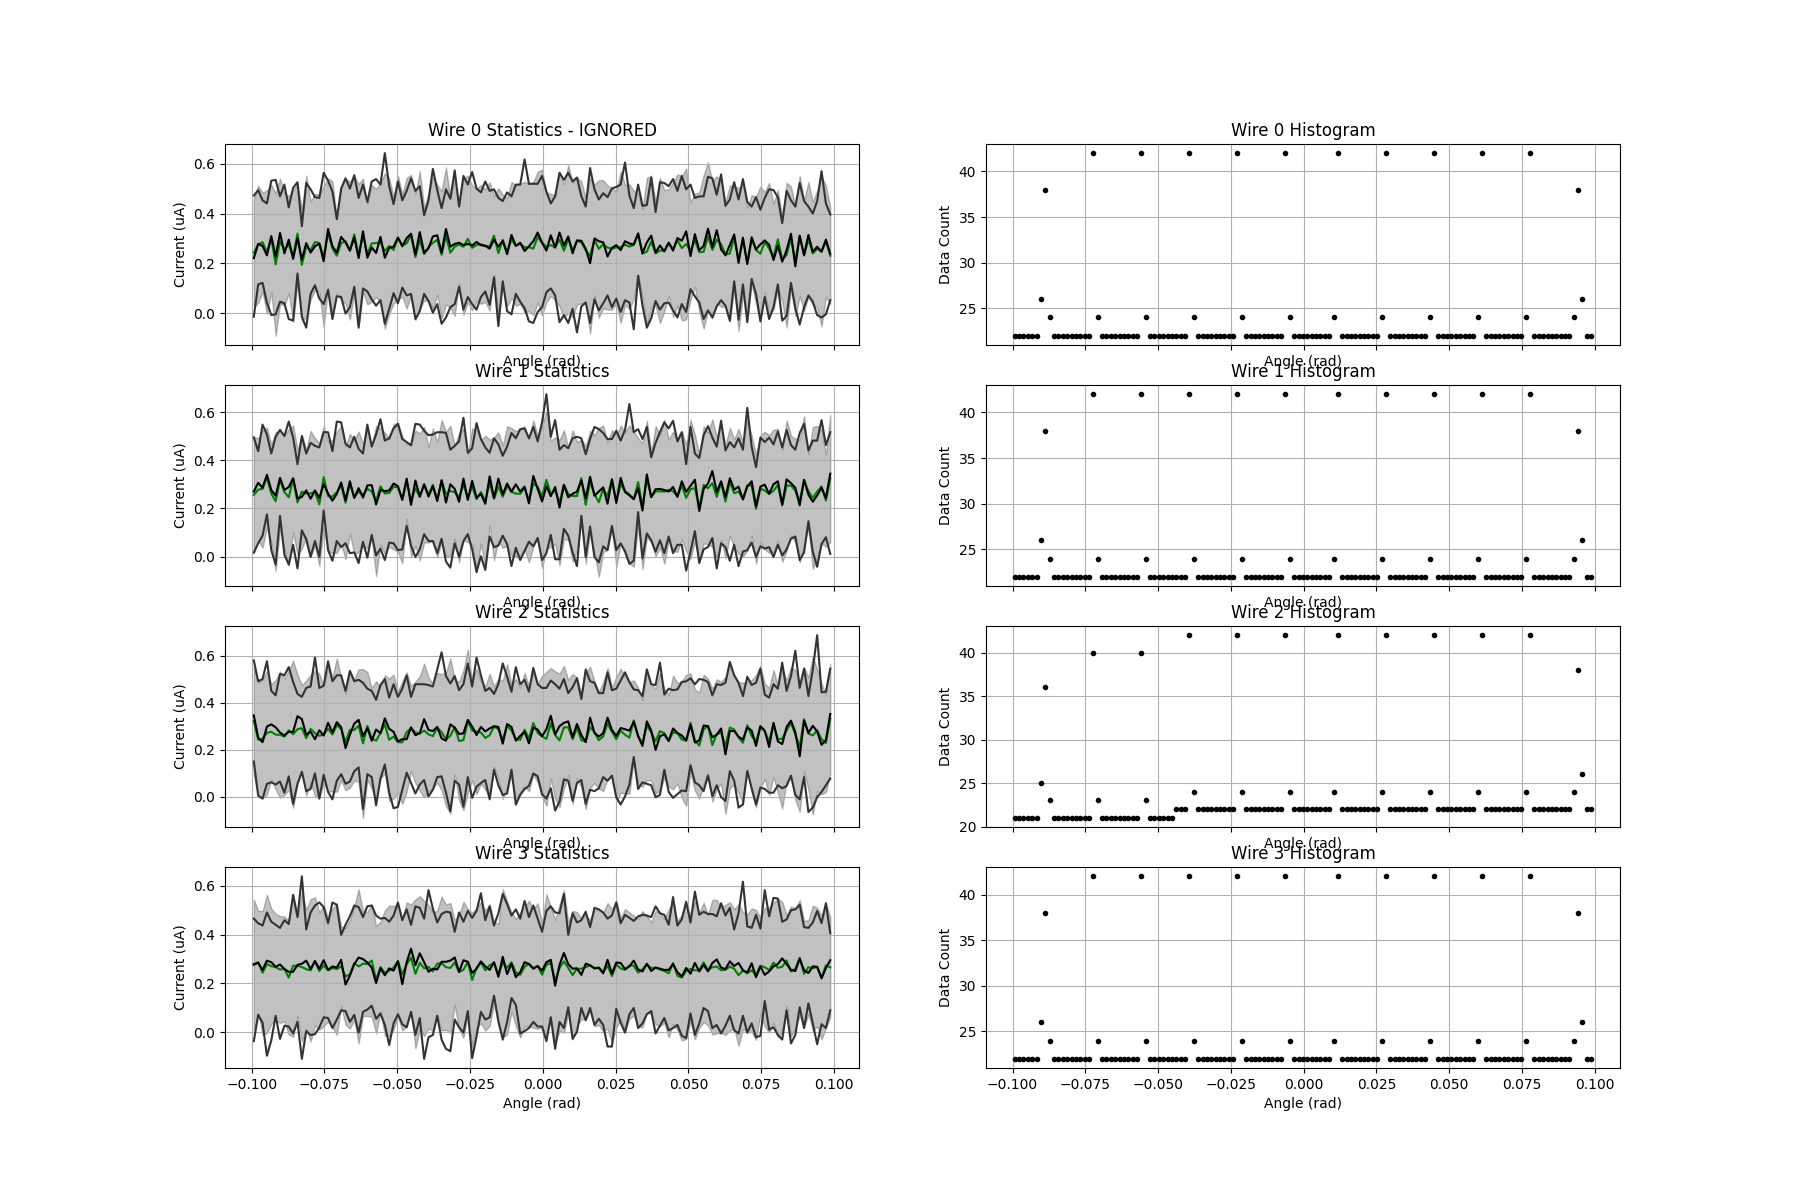 Wire 0 Statistics - IGNORED
Current (uA)
0.6
0.4
0.2
0.0
Angle (rad)
Wire 0 Histogram
Data Count
40
35
30
25
Angle (rad)
Wire 1 Statistics
Current (uA)
0.6
0.4
0.2
0.0
Angle (rad)
Wire 1 Histogram
Data Count
40
35
30
25
Angle (rad)
Wire 2 Statistics
Current (uA)
0.6
0.4
0.2
0.0
Angle (rad)
Wire 2 Histogram
Data Count
40
35
30
25
20
Angle (rad)
Wire 3 Statistics
Current (uA)
0.6
0.4
0.2
0.0
−0.100 −0.075 −0.050 −0.025 0.000 0.025 0.050 0.075 0.100
Angle (rad)
Wire 3 Histogram
Data Count
40
35
30
25
−0.100 −0.075 −0.050 −0.025 0.000 0.025 0.050 0.075 0.100
Angle (rad)